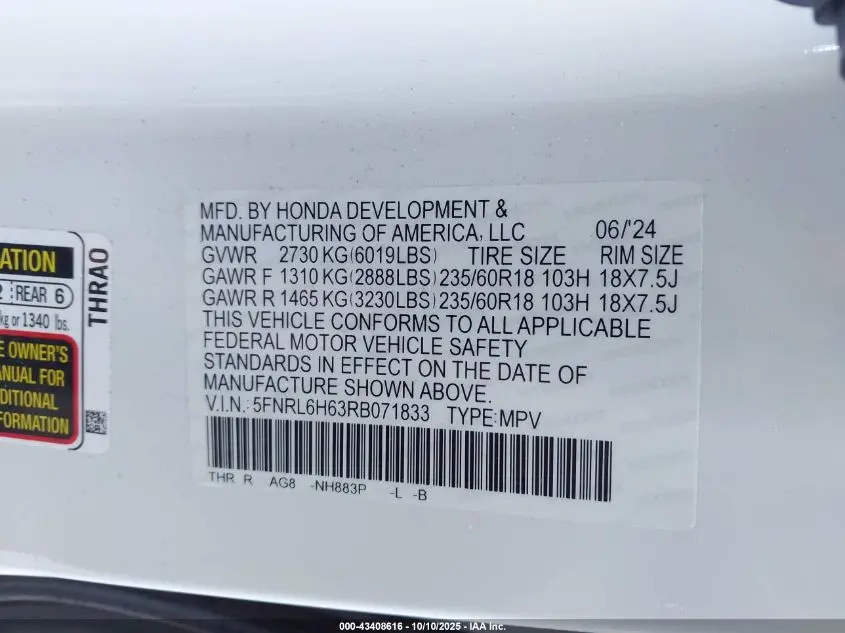 MFD. BY HONDA DEVELOPMENT &
MANUFACTURING OF AMERICA, LLC 06/'24
GVWR 2730 KG(6019LBS) TIRE SIZE RIM SIZE
GAWR F 1310 KG(2888LBS) 235/60R18 103H 18X7.5J
GAWR R 1465 KG(3230LBS) 235/60R18 103H 18X7.5J
THIS VEHICLE CONFORMS TO ALL APPLICABLE
FEDERAL MOTOR VEHICLE SAFETY
STANDARDS IN EFFECT ON THE DATE OF
MANUFACTURE SHOWN ABOVE.
V.I.N.: 5FNRL6H63RB071833 TYPE:MPV
THR R AG8 -NH883P -L -B
ATION
2 REAR 6
kg or 1340 lbs.
E OWNER'S
ANUAL FOR
DITIONAL
FORMATION
THRAO
000-43408616 - 10/10/2025 - IAA Inc.